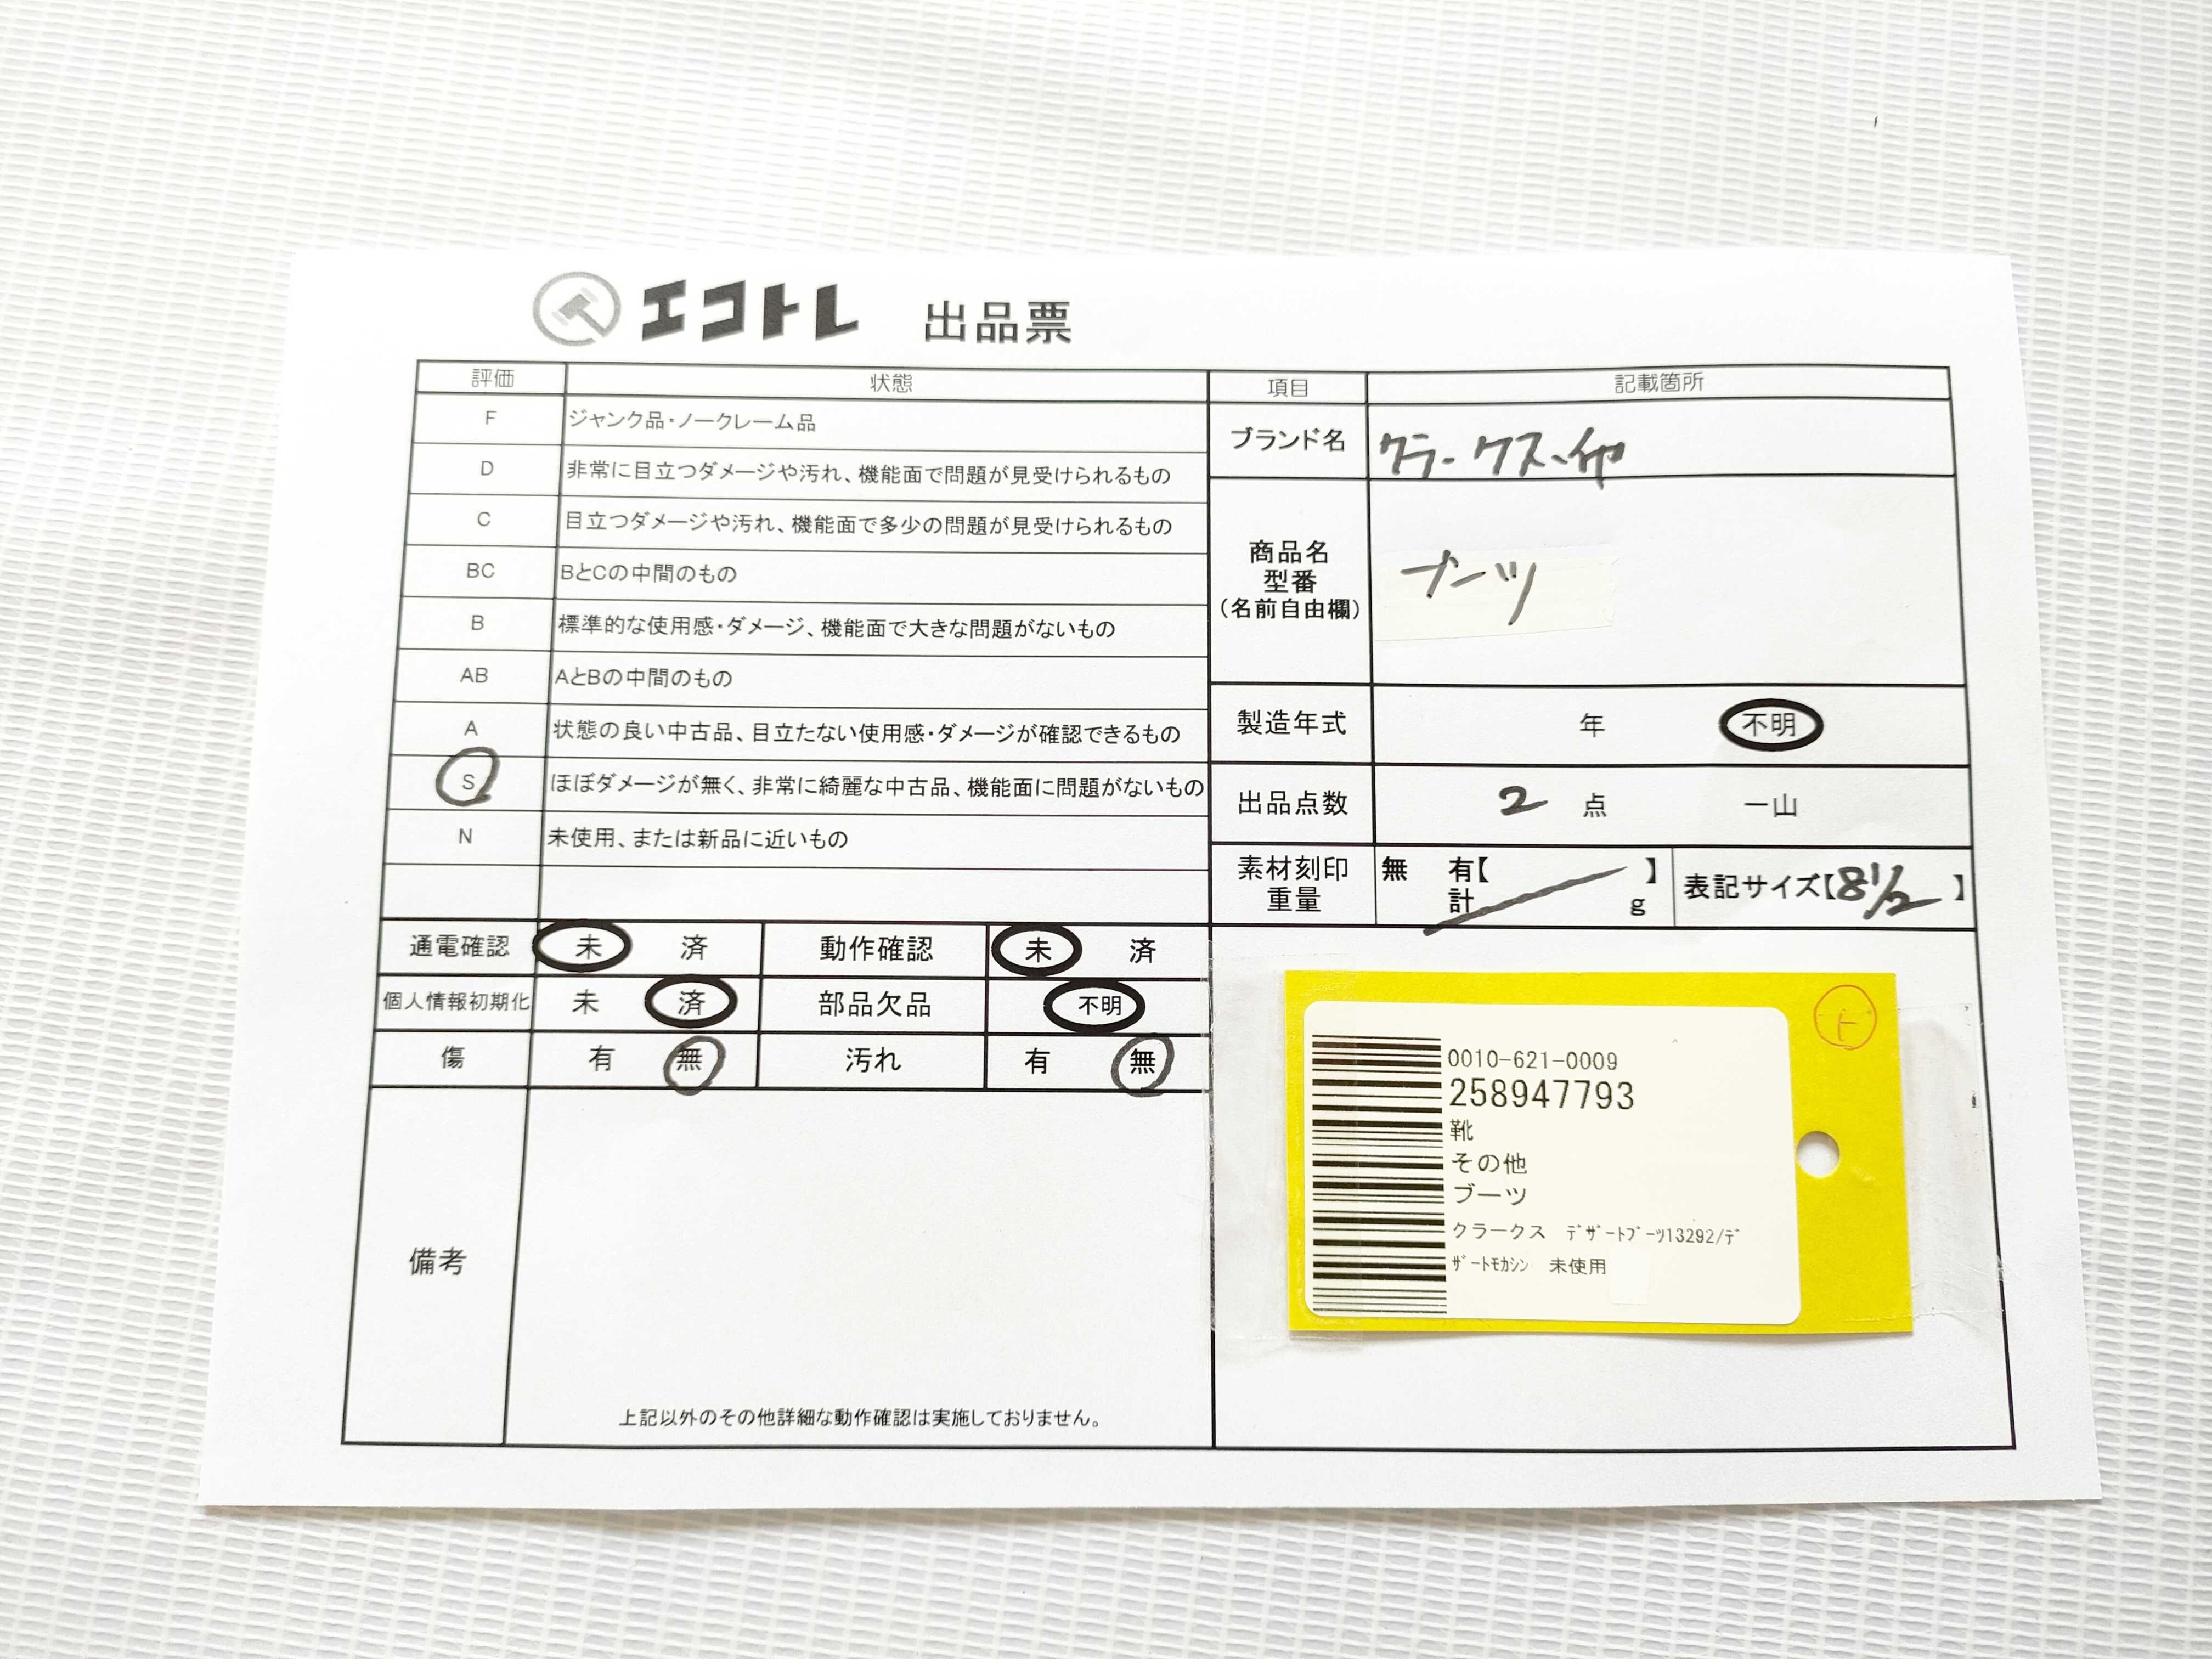 エコトレ 出品票
評価 状態
F ジャンク品・ノークレーム品
D 非常に目立つダメージや汚れ、機能面で問題が見受けられるもの
C 目立つダメージや汚れ、機能面で多少の問題が見受けられるもの
BC BとCの中間のもの
B 標準的な使用感・ダメージ、機能面で大きな問題がないもの
AB AとBの中間のもの
A 状態の良い中古品、目立たない使用感・ダメージが確認できるもの
S ほぼダメージが無く、非常に綺麗な中古品、機能面に問題がないもの
N 未使用、または新品に近いもの
通電確認 未 済 動作確認 未 済
個人情報初期化 未 済 部品欠品 不明
傷 有 無 汚れ 有 無
備考
上記以外のその他詳細な動作確認は実施しておりません。
項目 記載箇所
ブランド名 クラークス、他
商品名
型番
(名前自由欄)
ブーツ
製造年式 年 不明
出品点数 2 点 一山
素材刻印 無 有【 】
重量 計 g
表記サイズ【8 1/2】
ト
0010-621-0009
258947793
靴
その他
ブーツ
クラークス ﾃﾞｻﾞｰﾄﾌﾞｰﾂ13292/ﾃﾞ
ｻﾞｰﾄﾓｶｼﾝ 未使用